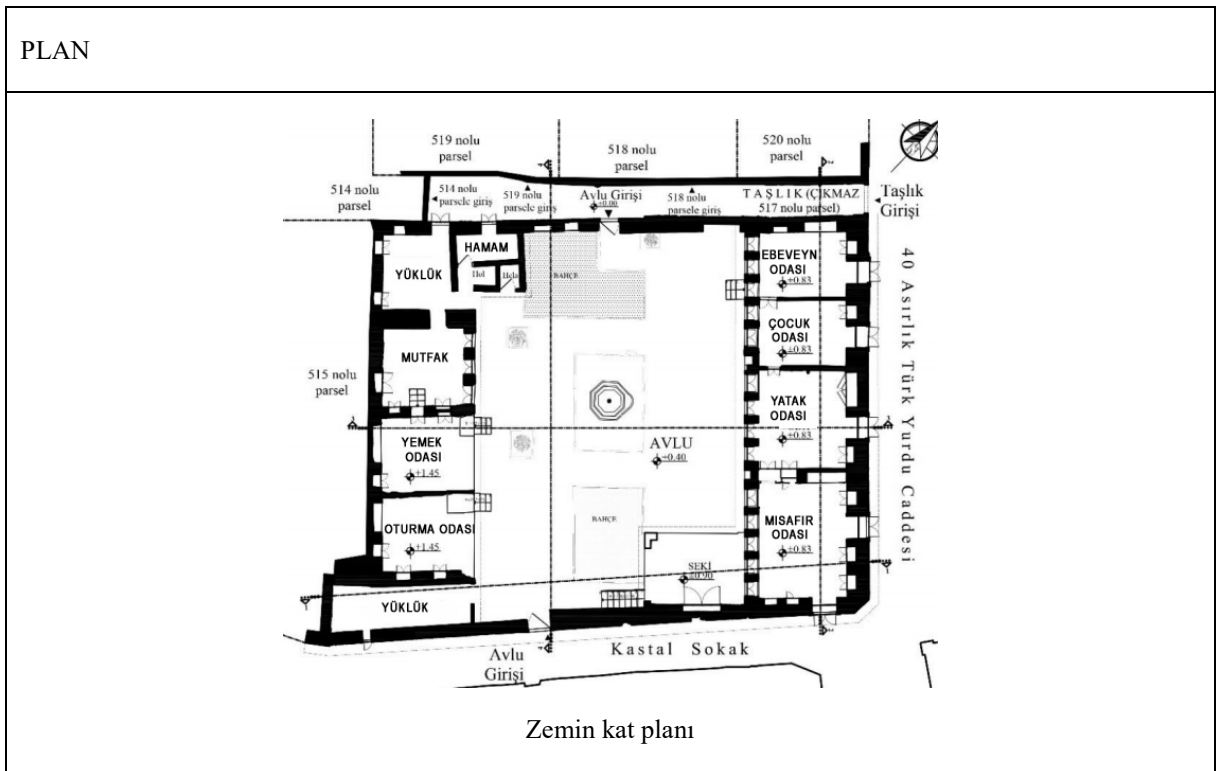 PLAN
519 nolu
parsel
518 nolu
parsel
520 nolu
parsel
514 nolu
parsel
514 nolu
parsele giriş
519 nolu
parsele giriş
Avlu Girişi
±0.00
518 nolu
parsele giriş
TAŞLIK (ÇIKMAZ
517 nolu parsel)
Taşlık
Girişi
HAMAM
YÜKLÜK
Hol
Hela
BAHÇE
EBEVEYN
ODASI
+0.83
40 Asırlık Türk Yurdu Caddesi
ÇOCUK
ODASI
+0.83
MUTFAK
515 nolu
parsel
YATAK
ODASI
+0.83
YEMEK
ODASI
+1.45
AVLU
+0.40
OTURMA ODASI
+1.45
BAHÇE
MISAFIR
ODASI
+0.83
SEKİ
+0.90
YÜKLÜK
Avlu
Girişi
Kastal Sokak
Zemin kat planı